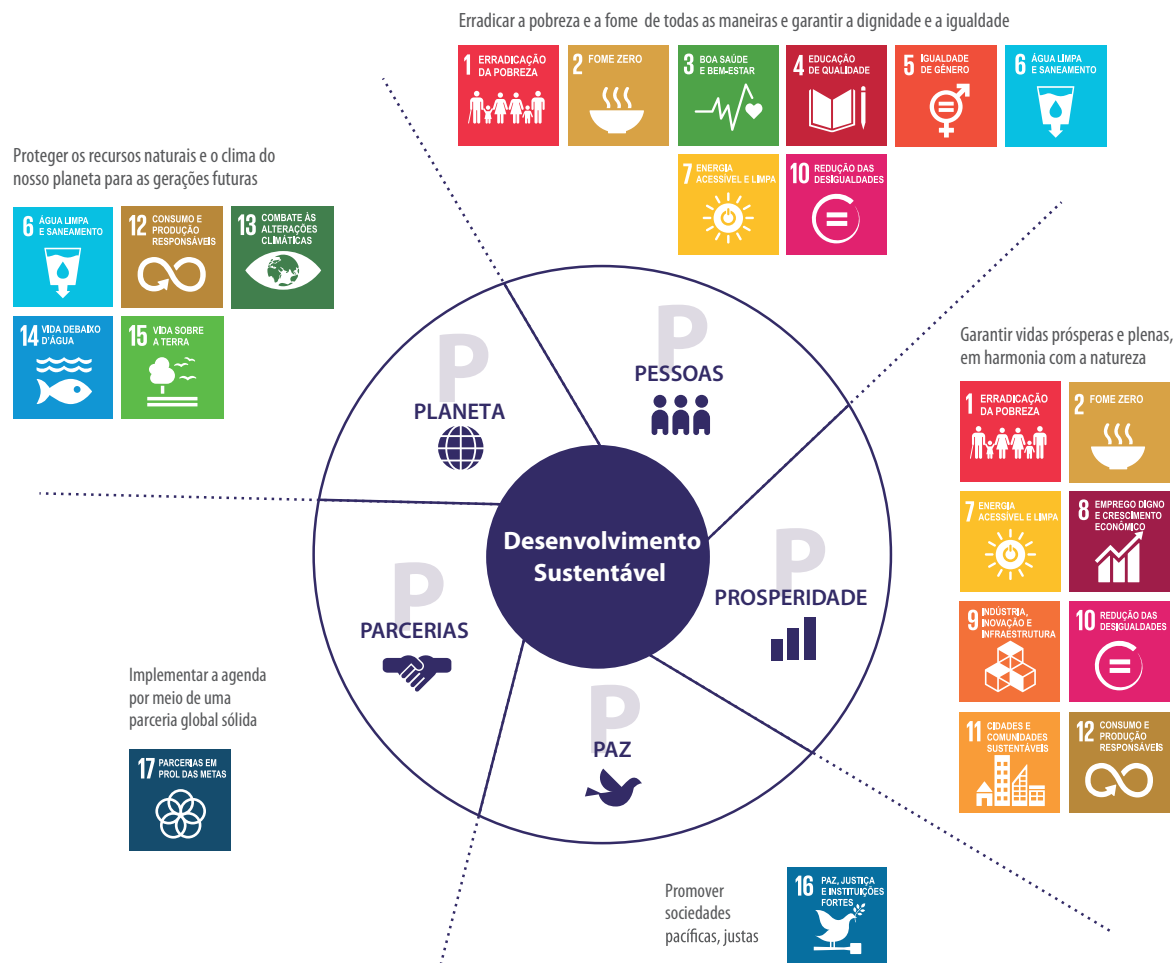 Erradicar a pobreza e a fome de todas as maneiras e garantir a dignidade e a igualdade
1 ERRADICAÇÃO
DA POBREZA
2 FOME ZERO
3 BOA SAÚDE
E BEM-ESTAR
4 EDUCAÇÃO
DE QUALIDADE
5 IGUALDADE
DE GÊNERO
6 ÁGUA LIMPA
E SANEAMENTO
7 ENERGIA
ACESSÍVEL E LIMPA
10 REDUÇÃO DAS
DESIGUALDADES
Proteger os recursos naturais e o clima do
nosso planeta para as gerações futuras
6 ÁGUA LIMPA
E SANEAMENTO
12 CONSUMO E
PRODUÇÃO
RESPONSÁVEIS
13 COMBATE ÀS
ALTERAÇÕES
CLIMÁTICAS
14 VIDA DEBAIXO
D'ÁGUA
15 VIDA SOBRE
A TERRA
P
PLANETA
P
PESSOAS
Garantir vidas prósperas e plenas,
em harmonia com a natureza
1 ERRADICAÇÃO
DA POBREZA
2 FOME ZERO
7 ENERGIA
ACESSÍVEL E LIMPA
8 EMPREGO DIGNO
E CRESCIMENTO
ECONÔMICO
9 INDÚSTRIA,
INOVAÇÃO E
INFRAESTRUTURA
10 REDUÇÃO DAS
DESIGUALDADES
11 CIDADES E
COMUNIDADES
SUSTENTÁVEIS
12 CONSUMO E
PRODUÇÃO
RESPONSÁVEIS
Desenvolvimento
Sustentável
P
PROSPERIDADE
P
PARCERIAS
P
PAZ
Implementar a agenda
por meio de uma
parceria global sólida
17 PARCERIAS EM
PROL DAS METAS
Promover
sociedades
pacíficas, justas
16 PAZ, JUSTIÇA
E INSTITUIÇÕES
FORTES